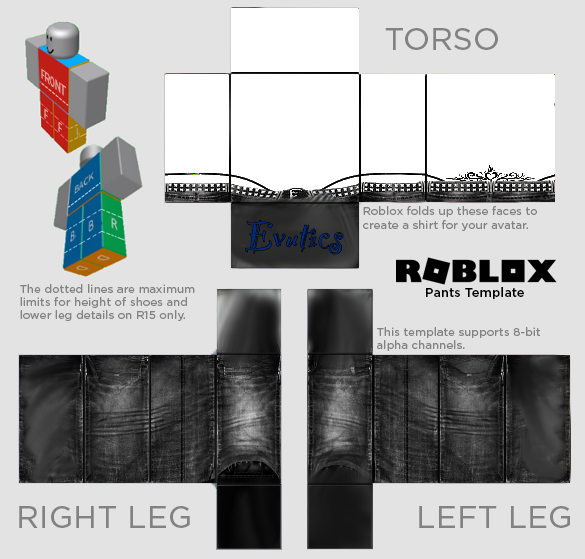 TORSO
FRONT
F F L
BACK
B B R
Evutics
Roblox folds up these faces to
create a shirt for your avatar.
ROBLOX
Pants Template
The dotted lines are maximum
limits for height of shoes and
lower leg details on R15 only.
This template supports 8-bit
alpha channels.
RIGHT LEG
LEFT LEG